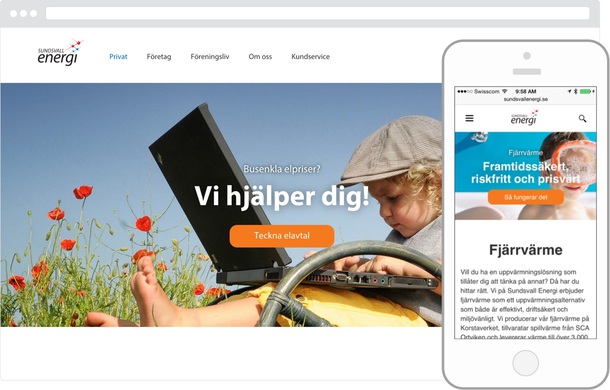 SUNDSVALL
energi
Privat
Företag
Föreningsliv
Om oss
Kundservice
Busenkla elpriser?
Vi hjälper dig!
Teckna elavtal
Swisscom
9:58 AM
sundsvallenergi.se
SUNDSVALL
energi
Fjärrvärme
Framtidssäkert,
riskfritt och prisvärt
Så fungerar det
Fjärrvärme
Vill du ha en uppvärmningslösning som
tillåter dig att tänka på annat? Då har du
hittar rätt. Vi på Sundsvall Energi erbjuder
fjärrvärme som ett uppvärmningsalternativ
som både är effektivt, driftsäkert och
miljövänligt. Vi producerar vår fjärrvärme på
Korstaverket, tillvaratar spillvärme från SCA
Ortviken och levererar värme till över 3 000